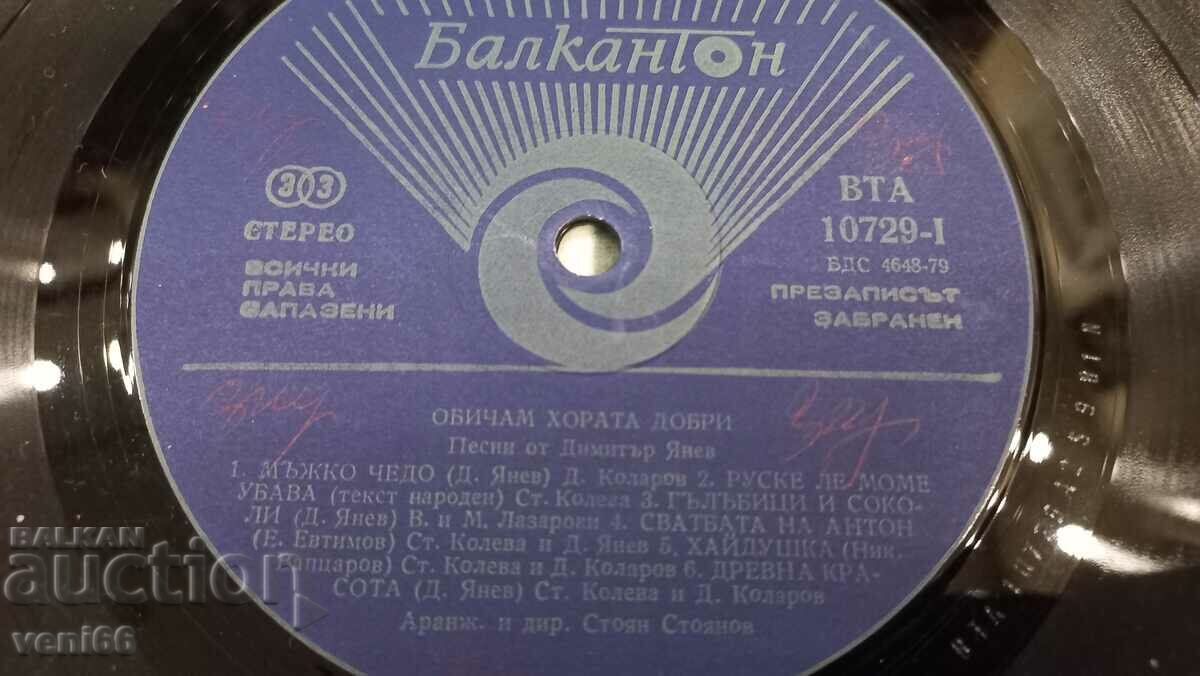 Балкантон
33
СТЕРЕО
ВСИЧКИ
ПРАВА
ЗАПАЗЕНИ
ВТА
10729-I
БДС 4648-79
ПРЕЗАПИСЪТ
ЗАБРАНЕН
ОБИЧАМ ХОРАТА ДОБРИ
Песни от Димитър Янев
1. МЪЖКО ЧЕДО (Д. Янев) Д. Коларов 2. РУСКЕ ЛЕ МОМЕ
УБАВА (текст народен) Ст. Колева 3. ГЪЛЪБИЦИ И СОКО-
ЛИ (Д. Янев) В. и М. Лазарови 4. СВАТБАТА НА АНТОН
(Е. Евтимов) Ст. Колева и Д. Янев 5. ХАЙДУШКА (Ник.
Вапцаров) Ст. Колева и Д. Коларов 6. ДРЕВНА КРА-
СОТА (Д. Янев) Ст. Колева и Д. Коларов
Аранж. и дир. Стоян Стоянов
BALKAN
auction
veni66